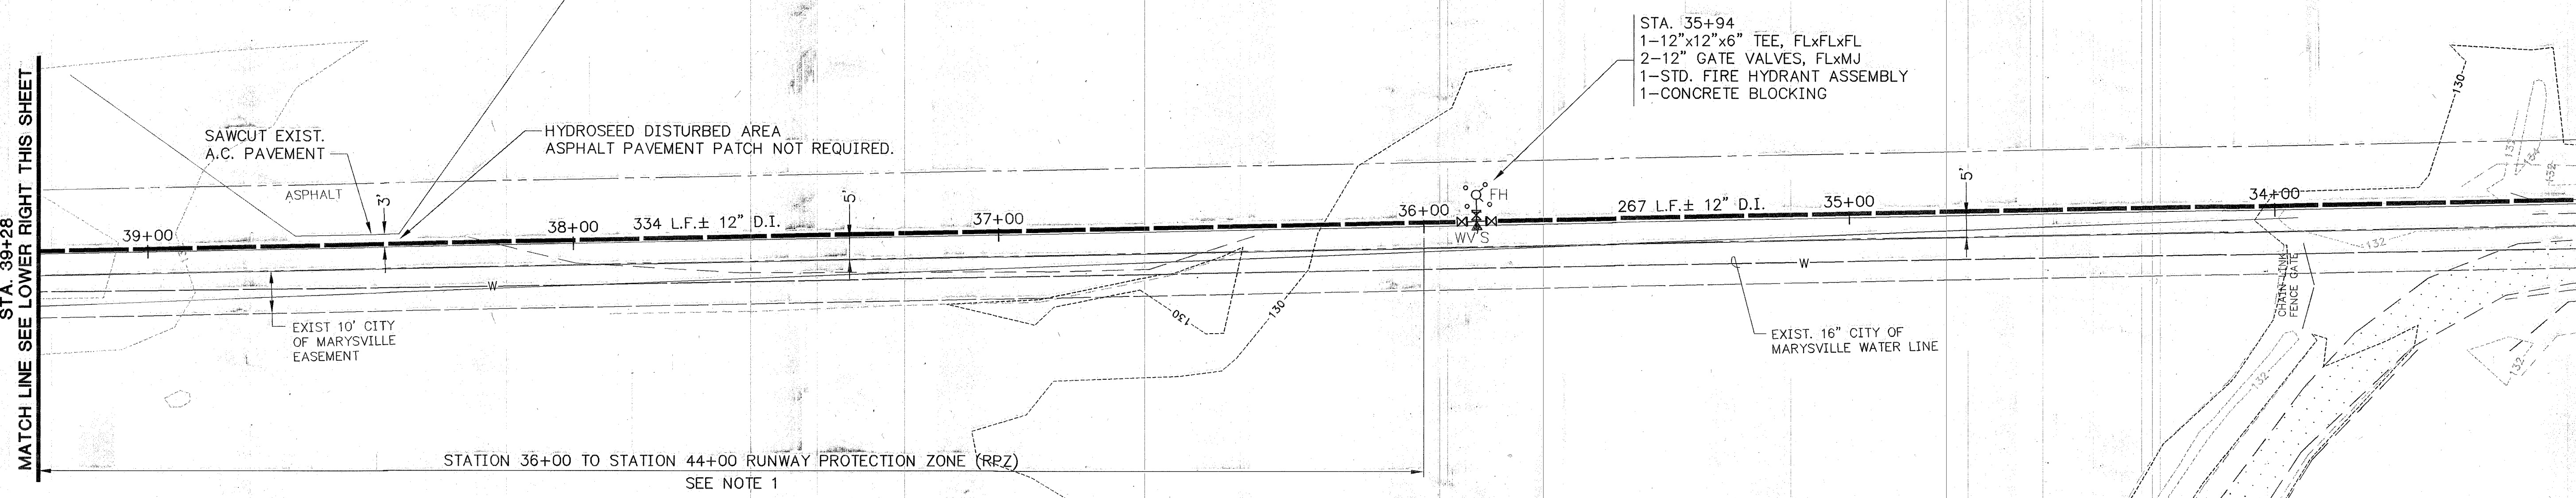 STA. 39+28
MATCH LINE SEE LOWER RIGHT THIS SHEET
SAWCUT EXIST.
A.C. PAVEMENT
ASPHALT
3'
HYDROSEED DISTURBED AREA
ASPHALT PAVEMENT PATCH NOT REQUIRED.
STA. 35+94
1-12"x12"x6" TEE, FLxFLxFL
2-12" GATE VALVES, FLxMJ
1-STD. FIRE HYDRANT ASSEMBLY
1-CONCRETE BLOCKING
39+00
38+00
334 L.F.± 12" D.I.
5'
37+00
36+00
FH
WV'S
267 L.F.± 12" D.I.
35+00
5'
34+00
W
W
EXIST 10' CITY
OF MARYSVILLE
EASEMENT
EXIST. 16" CITY OF
MARYSVILLE WATER LINE
CHAIN LINK
FENCE GATE
130
130
130
132
134
132
132
132
132
STATION 36+00 TO STATION 44+00 RUNWAY PROTECTION ZONE (RPZ)
SEE NOTE 1